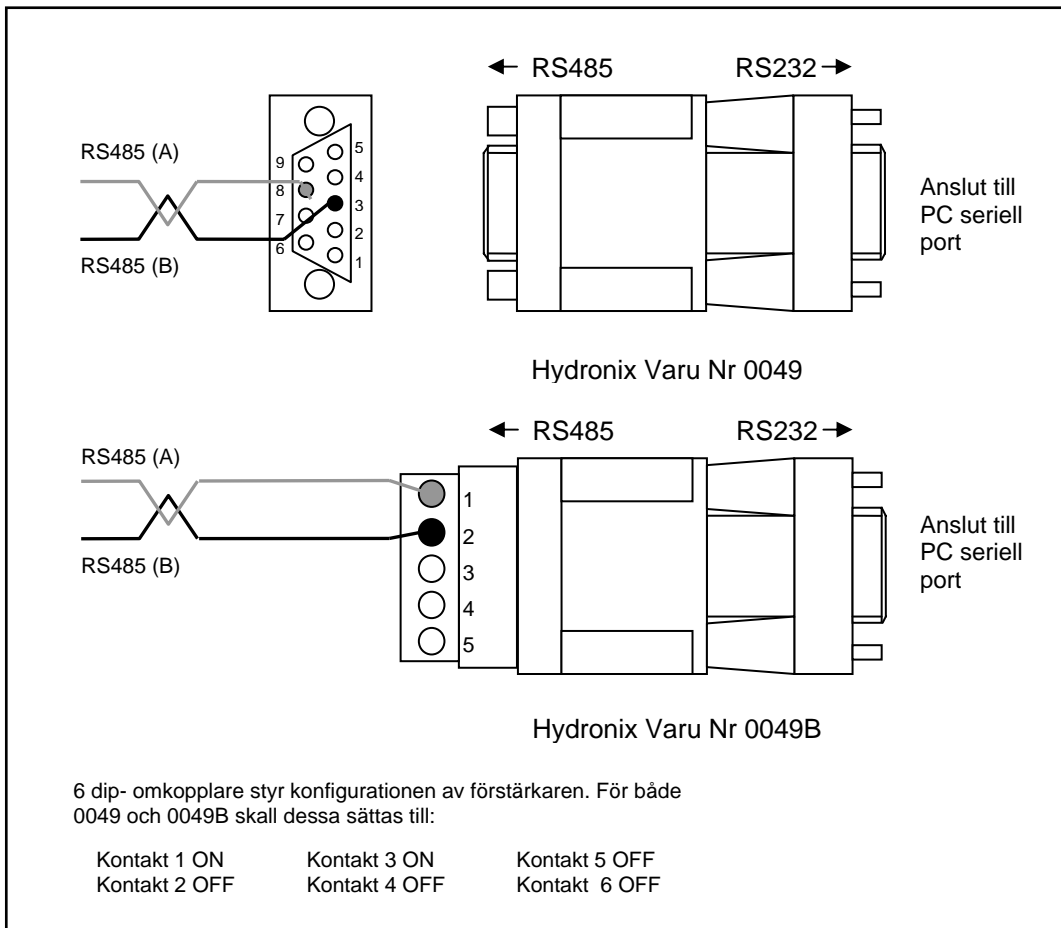 RS485 RS232
RS485 (A)
RS485 (B)
9
8
7
6
5
4
3
2
1
Anslut till
PC seriell
port
Hydronix Varu Nr 0049
RS485 RS232
RS485 (A)
RS485 (B)
1
2
3
4
5
Anslut till
PC seriell
port
Hydronix Varu Nr 0049B
6 dip- omkopplare styr konfigurationen av förstärkaren. För både
0049 och 0049B skall dessa sättas till:
Kontakt 1 ON Kontakt 3 ON Kontakt 5 OFF
Kontakt 2 OFF Kontakt 4 OFF Kontakt 6 OFF